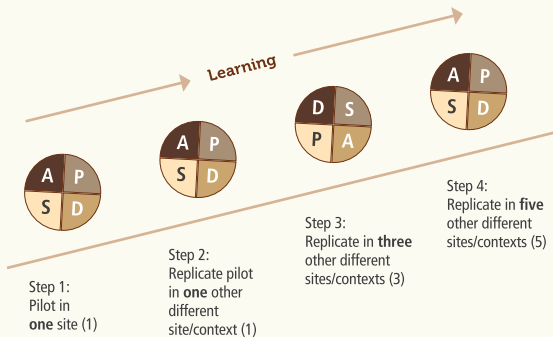 Learning
A P
S D
A P
S D
D S
P A
A P
S D
Step 1:
Pilot in
one site (1)
Step 2:
Replicate pilot
in one other
different
site/context (1)
Step 3:
Replicate in three
other different
sites/contexts (3)
Step 4:
Replicate in five
other different
sites/contexts (5)